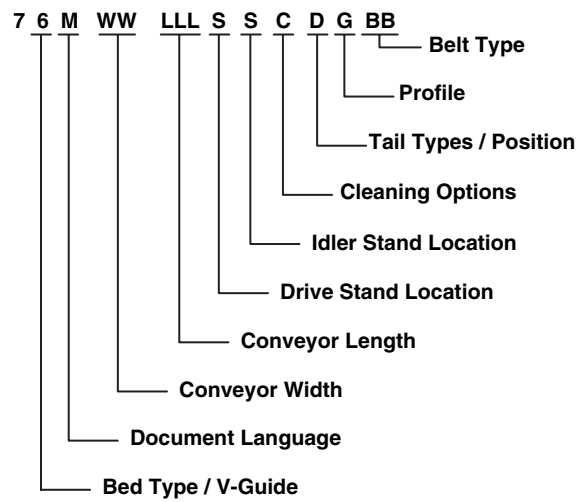 7 6 M WW LLL S S C D G BB
Belt Type
Profile
Tail Types / Position
Cleaning Options
Idler Stand Location
Drive Stand Location
Conveyor Length
Conveyor Width
Document Language
Bed Type / V-Guide